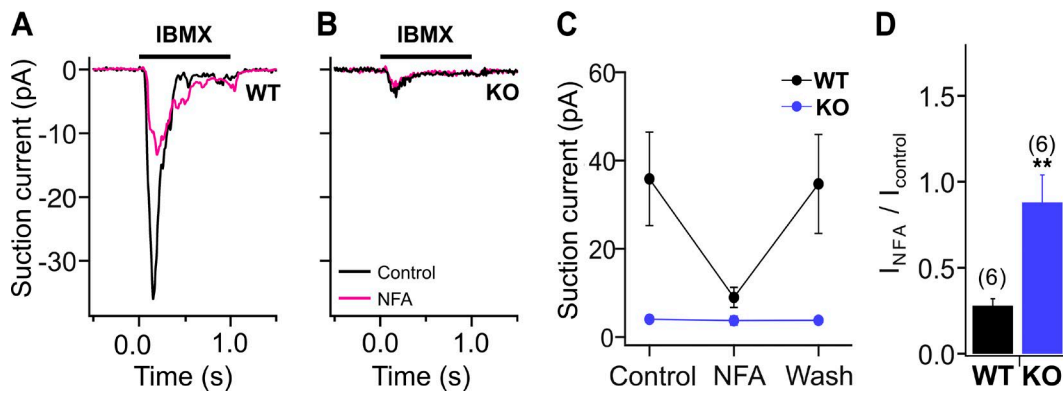 A
IBMX
WT
Suction current (pA)
0
-10
-20
-30
0.0
1.0
Time (s)
B
IBMX
KO
Control
NFA
0.0
1.0
Time (s)
C
WT
KO
Suction current (pA)
60
40
20
0
Control NFA Wash
D
I NFA / I control
1.5
1.0
0.5
0.0
(6)
(6)
**
WT KO